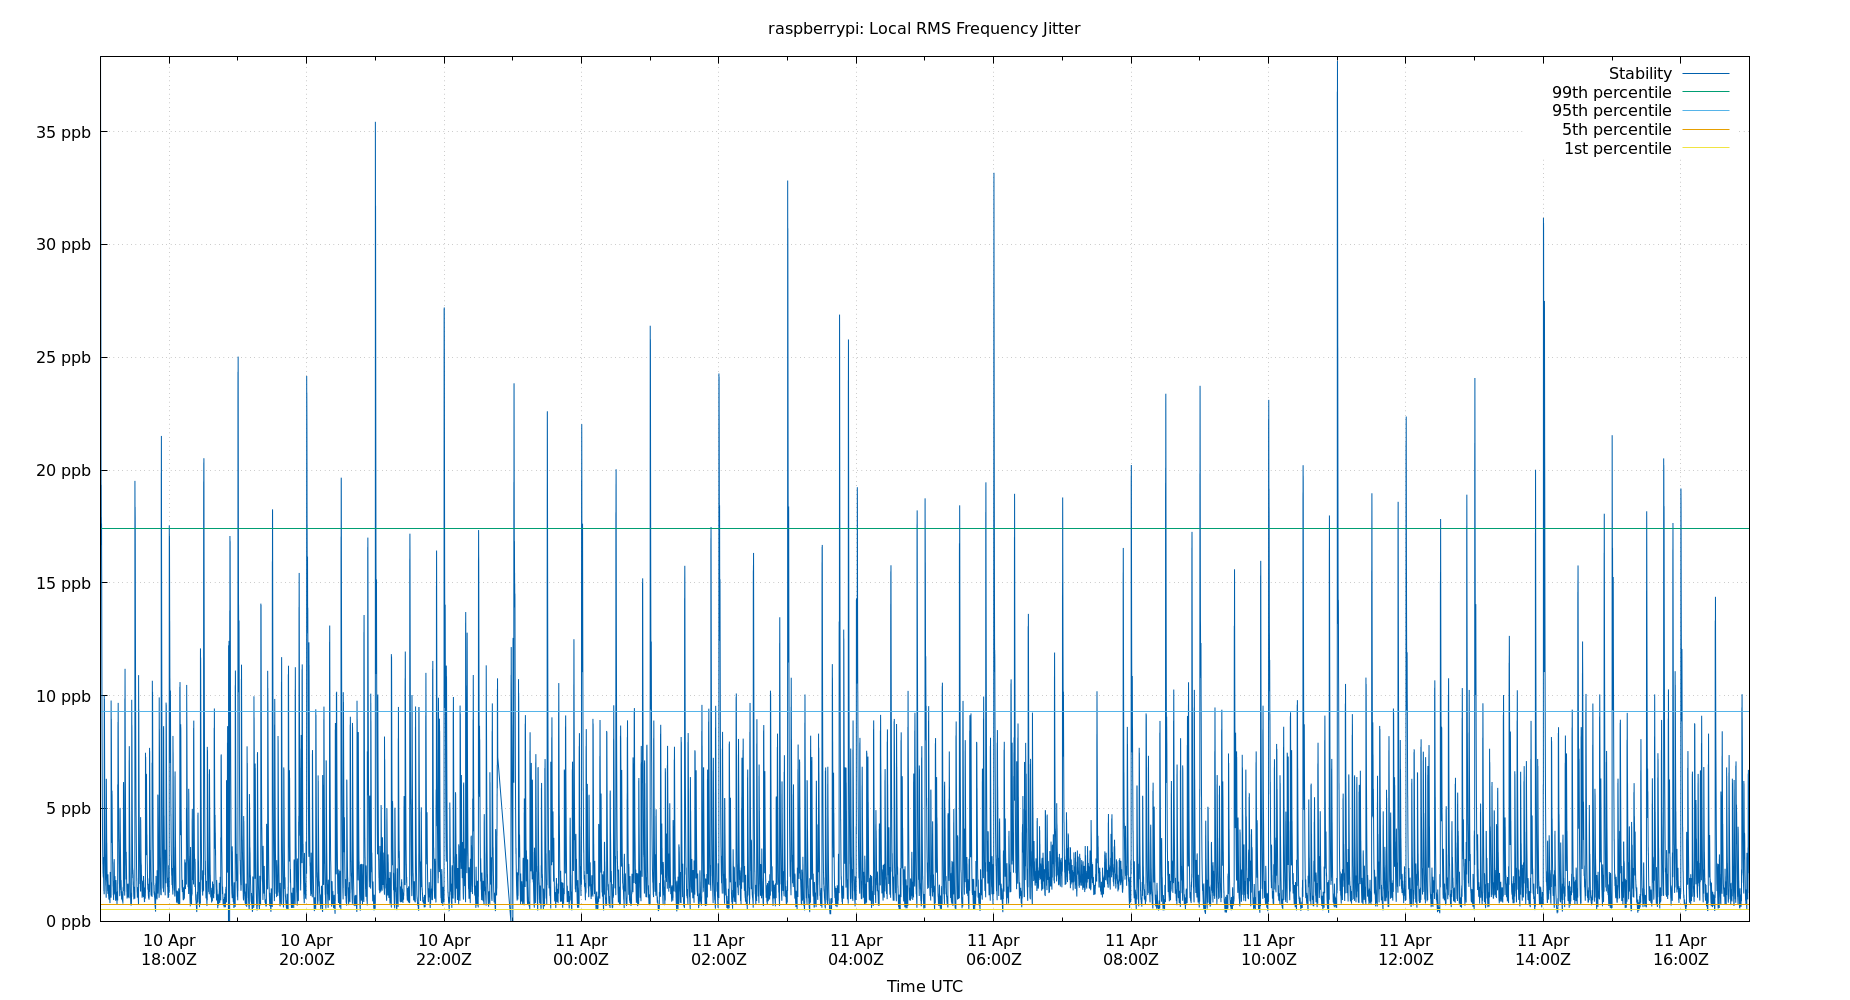 raspberrypi: Local RMS Frequency Jitter
Stability
99th percentile
95th percentile
5th percentile
1st percentile
35 ppb
30 ppb
25 ppb
20 ppb
15 ppb
10 ppb
5 ppb
0 ppb
10 Apr 10 Apr 10 Apr 11 Apr 11 Apr 11 Apr 11 Apr 11 Apr 11 Apr 11 Apr 11 Apr 11 Apr
18:00Z 20:00Z 22:00Z 00:00Z 02:00Z 04:00Z 06:00Z 08:00Z 10:00Z 12:00Z 14:00Z 16:00Z
Time UTC